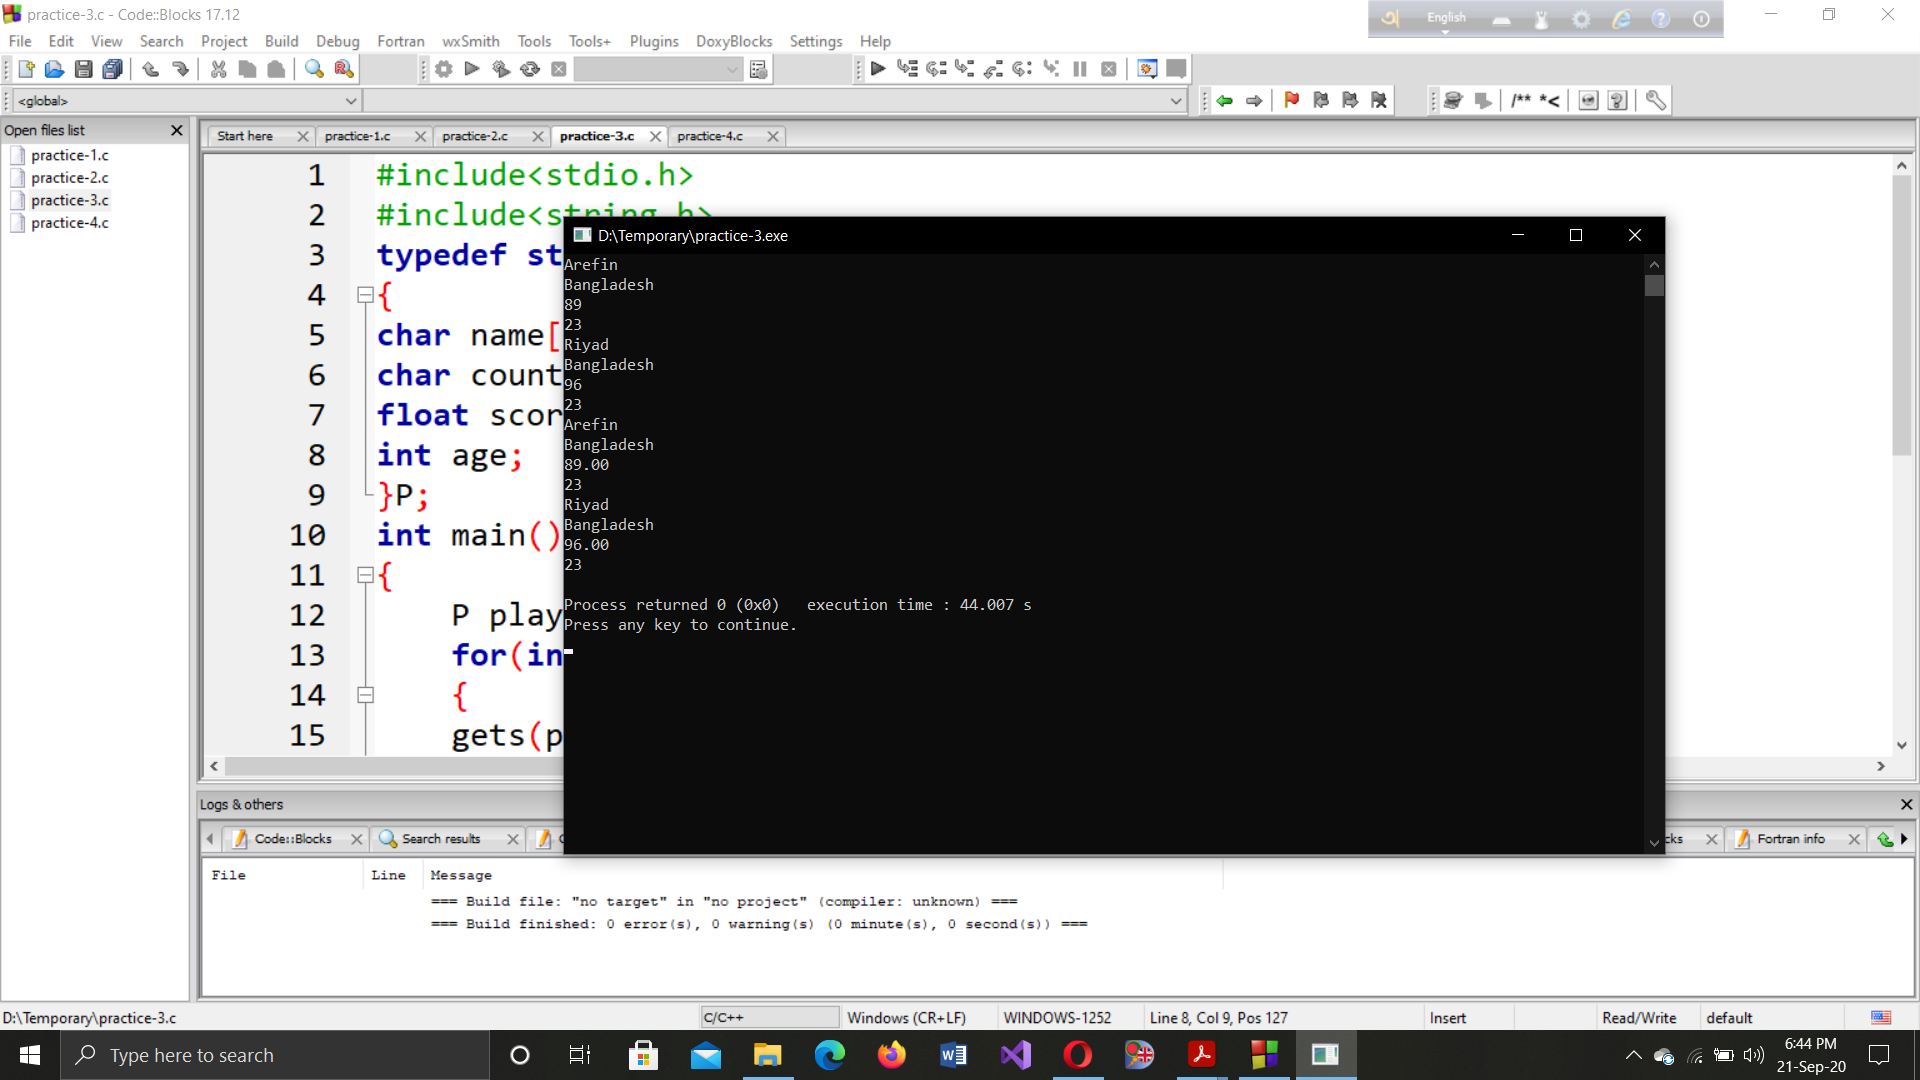 practice-3.c - Code::Blocks 17.12
English
File Edit View Search Project Build Debug Fortran wxSmith Tools Tools+ Plugins DoxyBlocks Settings Help
<global>
/** *<
Open files list
Start here practice-1.c practice-2.c practice-3.c practice-4.c
practice-1.c
practice-2.c
practice-3.c
practice-4.c
1 #include<stdio.h>
2 #include<string.h>
3 typedef st
4 {
5 char name[
6 char count
7 float scor
8 int age;
9 }P;
10 int main()
11 {
12 P play
13 for(in
14 {
15 gets(p
D:\Temporary\practice-3.exe
Arefin
Bangladesh
89
23
Riyad
Bangladesh
96
23
Arefin
Bangladesh
89.00
23
Riyad
Bangladesh
96.00
23
Process returned 0 (0x0) execution time : 44.007 s
Press any key to continue.
Logs & others
Code::Blocks Search results cks Fortran info
File Line Message
=== Build file: "no target" in "no project" (compiler: unknown) ===
=== Build finished: 0 error(s), 0 warning(s) (0 minute(s), 0 second(s)) ===
D:\Temporary\practice-3.c C/C++ Windows (CR+LF) WINDOWS-1252 Line 8, Col 9, Pos 127 Insert Read/Write default
Type here to search
6:44 PM
21-Sep-20